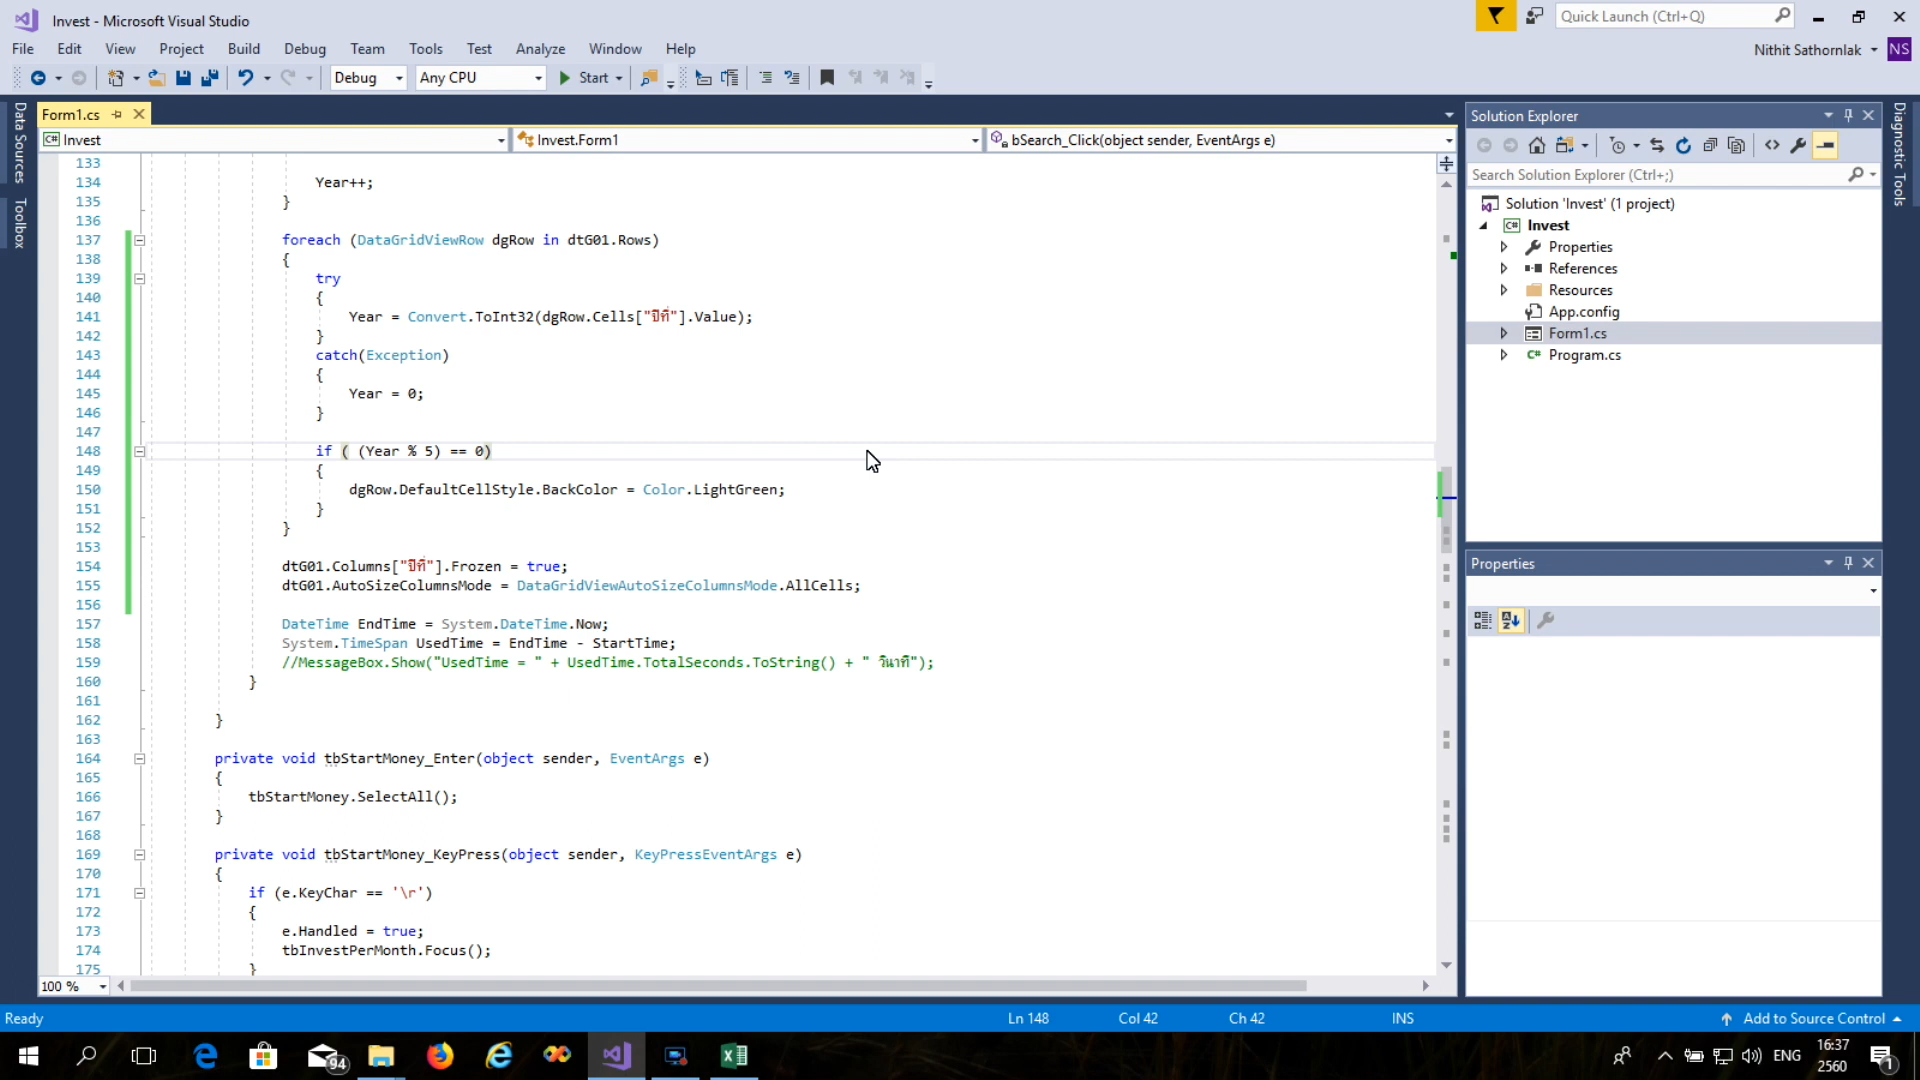 Invest - Microsoft Visual Studio
Quick Launch (Ctrl+Q)
File Edit View Project Build Debug Team Tools Test Analyze Window Help
Nithit Sathornlak NS
Debug Any CPU Start
Data Sources
Toolbox
Form1.cs
Invest Invest.Form1 bSearch_Click(object sender, EventArgs e)
133
134 Year++;
135 }
136
137 foreach (DataGridViewRow dgRow in dtG01.Rows)
138 {
139 try
140 {
141 Year = Convert.ToInt32(dgRow.Cells["ปีที่"].Value);
142 }
143 catch(Exception)
144 {
145 Year = 0;
146 }
147
148 if ( (Year % 5) == 0)
149 {
150 dgRow.DefaultCellStyle.BackColor = Color.LightGreen;
151 }
152 }
153
154 dtG01.Columns["ปีที่"].Frozen = true;
155 dtG01.AutoSizeColumnsMode = DataGridViewAutoSizeColumnsMode.AllCells;
156
157 DateTime EndTime = System.DateTime.Now;
158 System.TimeSpan UsedTime = EndTime - StartTime;
159 //MessageBox.Show("UsedTime = " + UsedTime.TotalSeconds.ToString() + " วินาที");
160 }
161
162 }
163
164 private void tbStartMoney_Enter(object sender, EventArgs e)
165 {
166 tbStartMoney.SelectAll();
167 }
168
169 private void tbStartMoney_KeyPress(object sender, KeyPressEventArgs e)
170 {
171 if (e.KeyChar == '\r')
172 {
173 e.Handled = true;
174 tbInvestPerMonth.Focus();
175 }
100 %
Solution Explorer
Search Solution Explorer (Ctrl+;)
Solution 'Invest' (1 project)
C# Invest
Properties
References
Resources
App.config
Form1.cs
C# Program.cs
Properties
Diagnostic Tools
Ready Ln 148 Col 42 Ch 42 INS Add to Source Control
94
ENG
16:37
2560
1